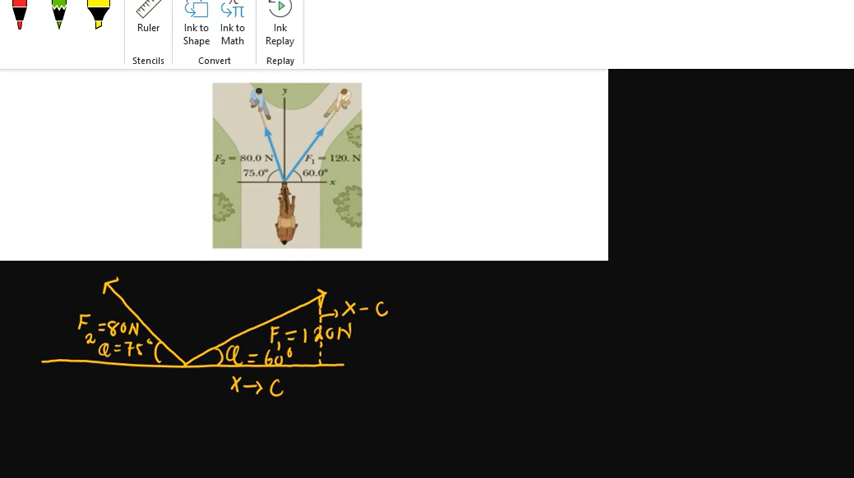 Ruler
Ink to
Shape
Ink to
Math
Ink
Replay
Stencils
Convert
Replay
y
F₂ = 80.0 N
F₁ = 120. N
75.0°
60.0°
x
F₂ = 80N
Q = 75°
F₁ = 120N
Q = 60°
→ X - C
X → C